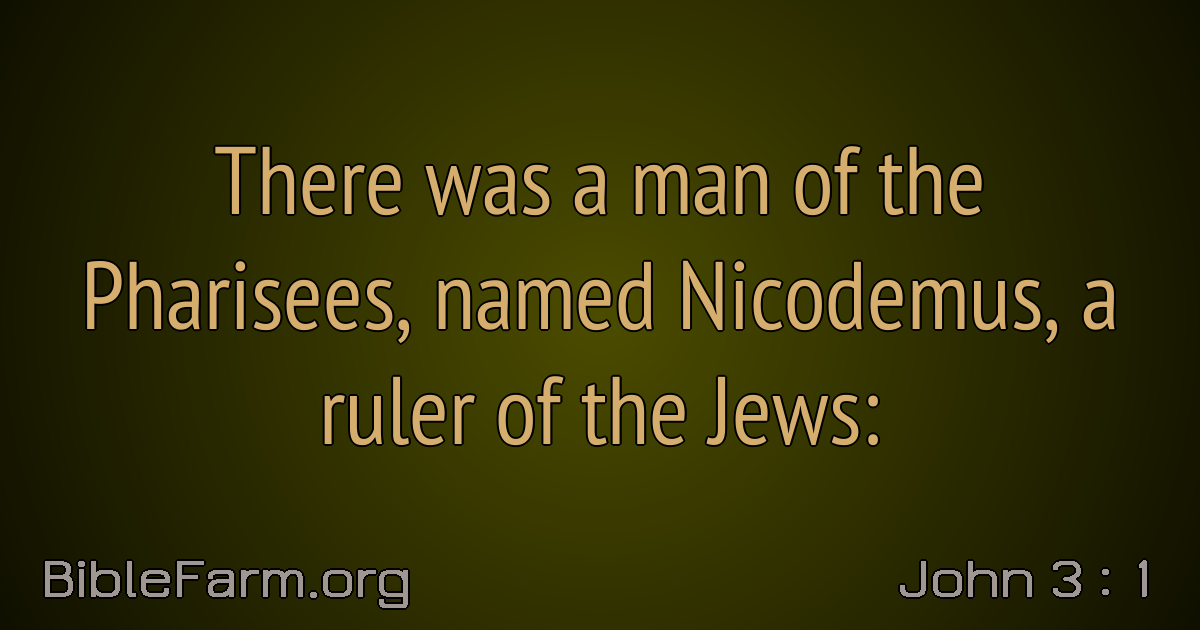 There was a man of the
Pharisees, named Nicodemus, a
ruler of the Jews:
BibleFarm.org
John 3 : 1